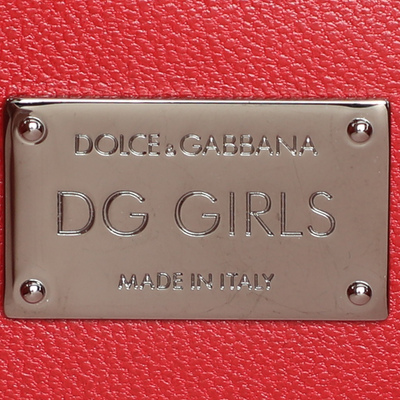 DOLCE & GABBANA
DG GIRLS
MADE IN ITALY